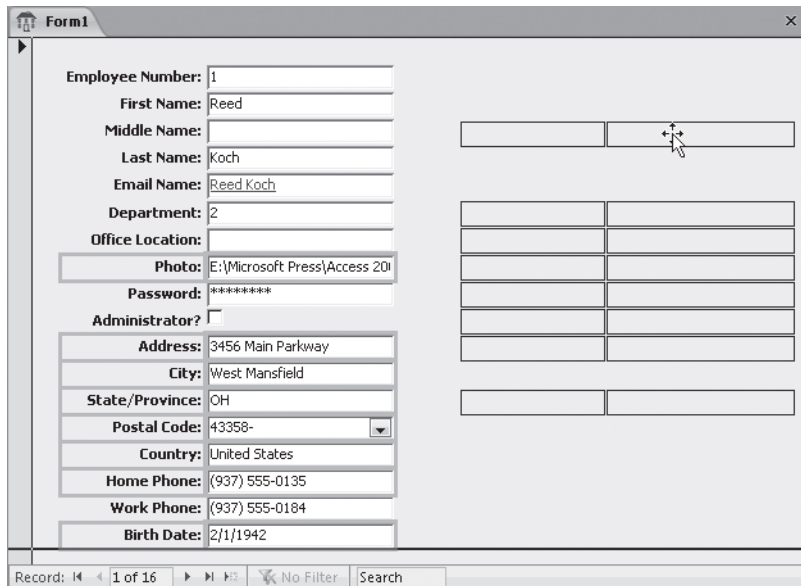 Form1
Employee Number: 1
First Name: Reed
Middle Name:
Last Name: Koch
Email Name: Reed Koch
Department: 2
Office Location:
Photo: E:\Microsoft Press\Access 20
Password: ********
Administrator?
Address: 3456 Main Parkway
City: West Mansfield
State/Province: OH
Postal Code: 43358-
Country: United States
Home Phone: (937) 555-0135
Work Phone: (937) 555-0184
Birth Date: 2/1/1942
Record: 1 of 16 No Filter Search